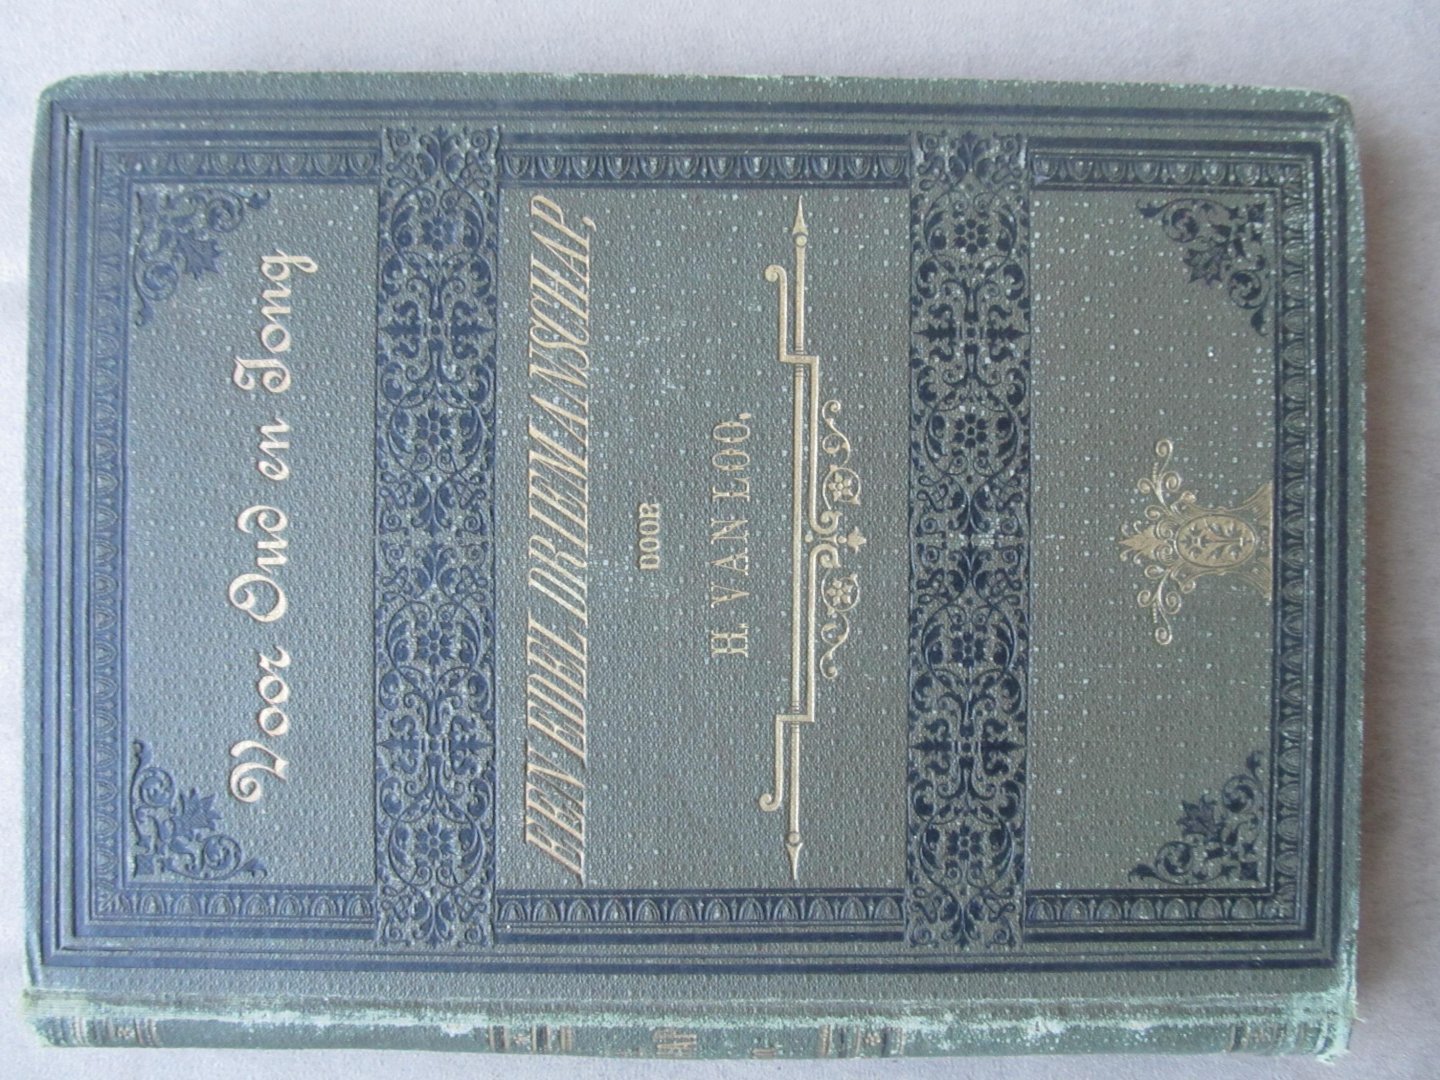 Voor Oud en Jong
EEN EDEL DRIEMANSCHAP,
DOOR
H. VAN LOO,